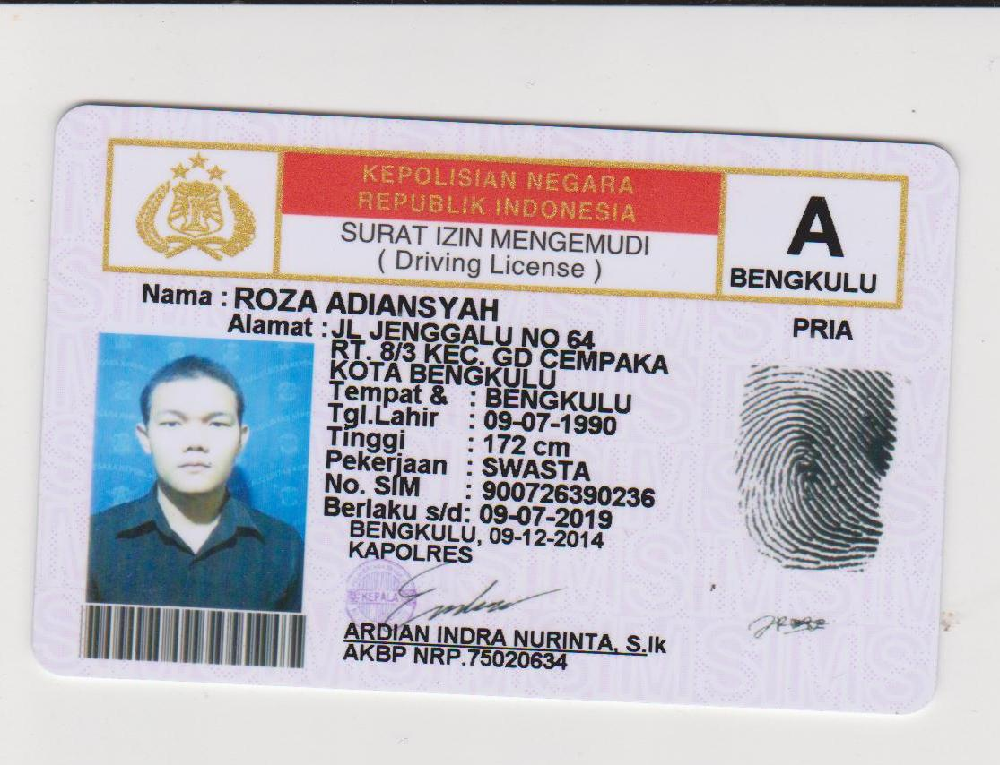 KEPOLISIAN NEGARA
REPUBLIK INDONESIA
SURAT IZIN MENGEMUDI
( Driving License )
A
BENGKULU
PRIA
Nama : ROZA ADIANSYAH
Alamat : JL JENGGALU NO 64
RT. 8/3 KEC. GD CEMPAKA
KOTA BENGKULU
Tempat & : BENGKULU
Tgl.Lahir : 09-07-1990
Tinggi : 172 cm
Pekerjaan : SWASTA
No. SIM : 900726390236
Berlaku s/d: 09-07-2019
BENGKULU, 09-12-2014
KAPOLRES
KEPALA
ARDIAN INDRA NURINTA, S.Ik
AKBP NRP.75020634